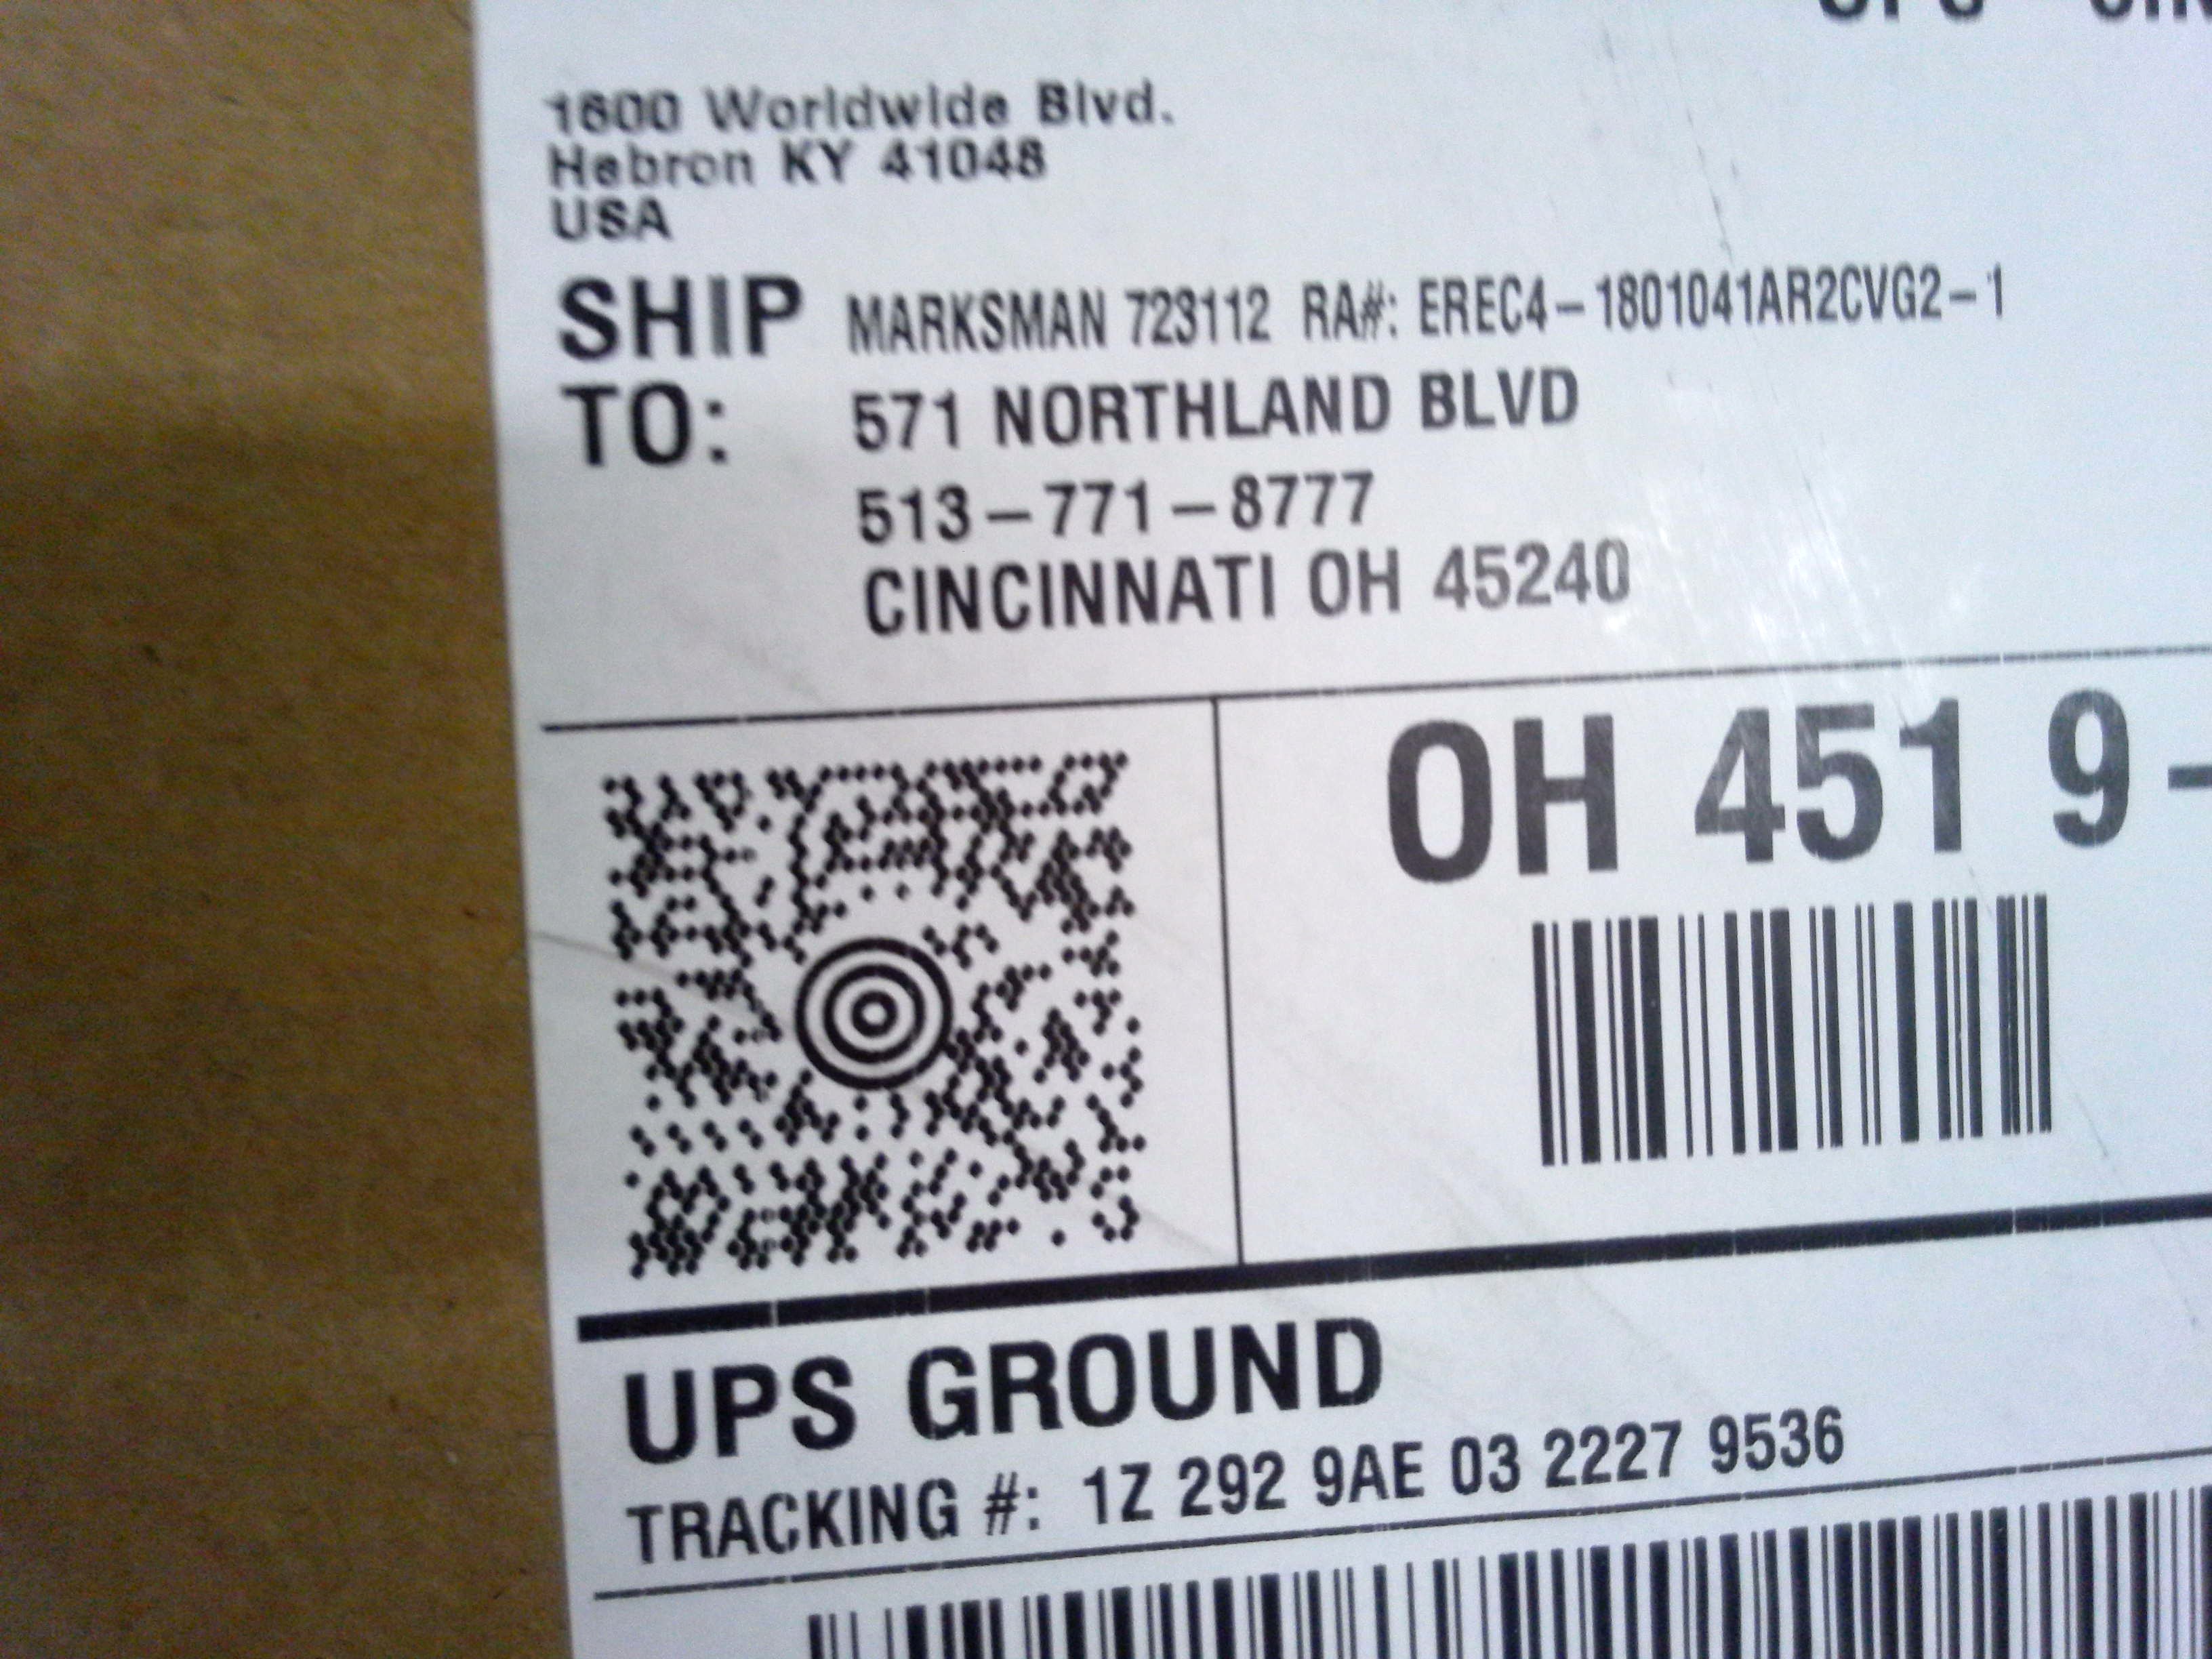 1600 Worldwide Blvd.
Hebron KY 41048
USA
SHIP TO:
MARKSMAN 723112 RA#: EREC4-1801041AR2CVG2-1
571 NORTHLAND BLVD
513-771-8777
CINCINNATI OH 45240
OH 451 9-
UPS GROUND
TRACKING #: 1Z 292 9AE 03 2227 9536